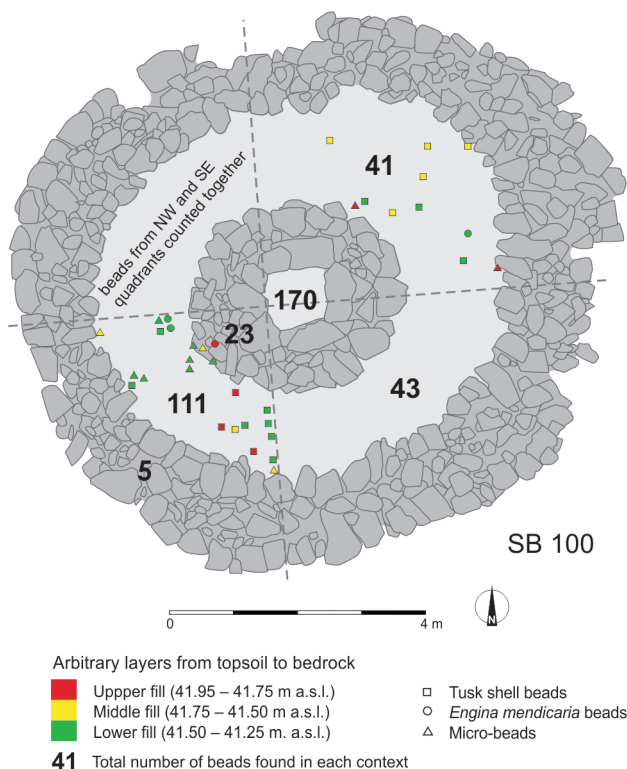 41
beads from NW and SE
quadrants counted together
170
23
43
111
5
SB 100
N
0 4 m
Arbitrary layers from topsoil to bedrock
Uppper fill (41.95 – 41.75 m a.s.l.)
Middle fill (41.75 – 41.50 m a.s.l.)
Lower fill (41.50 – 41.25 m. a.s.l.)
41 Total number of beads found in each context
Tusk shell beads
Engina mendicaria beads
Micro-beads